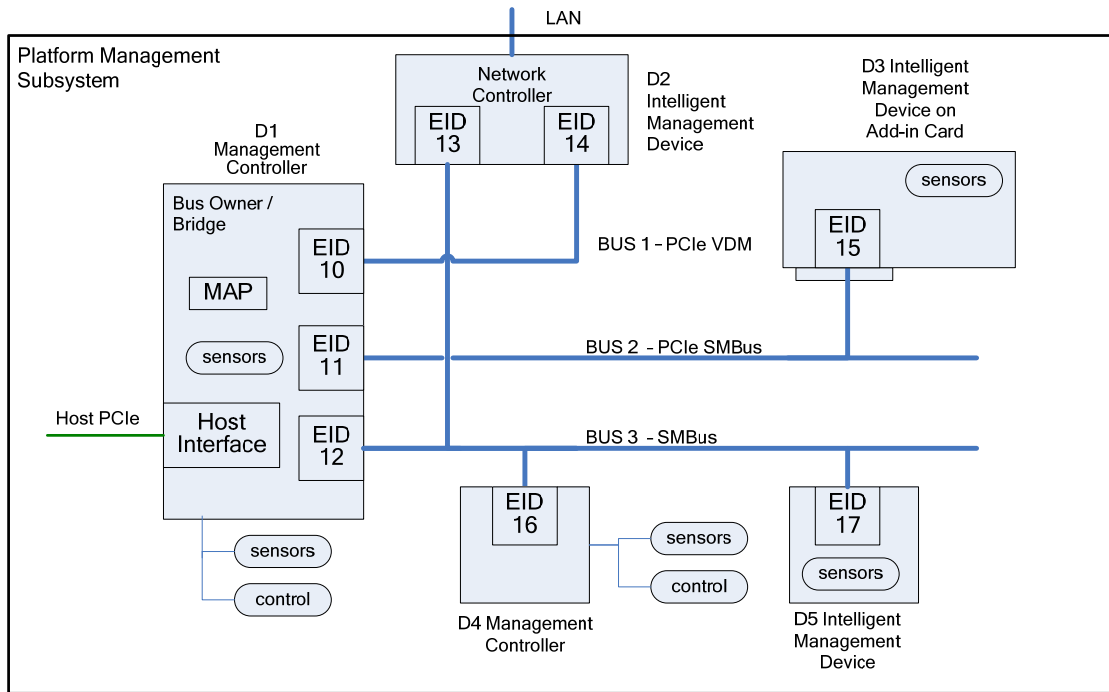 LAN
Platform Management
Subsystem
Network
Controller
EID
13
EID
14
D2
Intelligent
Management
Device
D3 Intelligent
Management
Device on
Add-in Card
sensors
EID
15
D1
Management
Controller
Bus Owner /
Bridge
EID
10
MAP
sensors
EID
11
Host
Interface
EID
12
Host PCIe
BUS 1 - PCIe VDM
BUS 2 - PCIe SMBus
BUS 3 - SMBus
sensors
control
EID
16
sensors
control
D4 Management
Controller
EID
17
sensors
D5 Intelligent
Management
Device